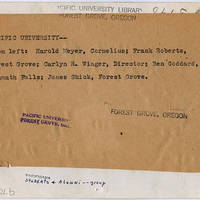 PACIFIC UNIVERSITY LIBRARY
FOREST GROVE, OREGON
CIFIC UNIVERSITY--
om left: Harold Meyer, Cornelius; Frank Roberts,
rest Grove; Carlyn R. Winger, Director; Ben Goddard,
amath Falls; James Shick, Forest Grove.
PACIFIC UNIVERSITY
FOREST GROVE, ORE.
FOREST GROVE, OREGON
Students & Alumni -- group